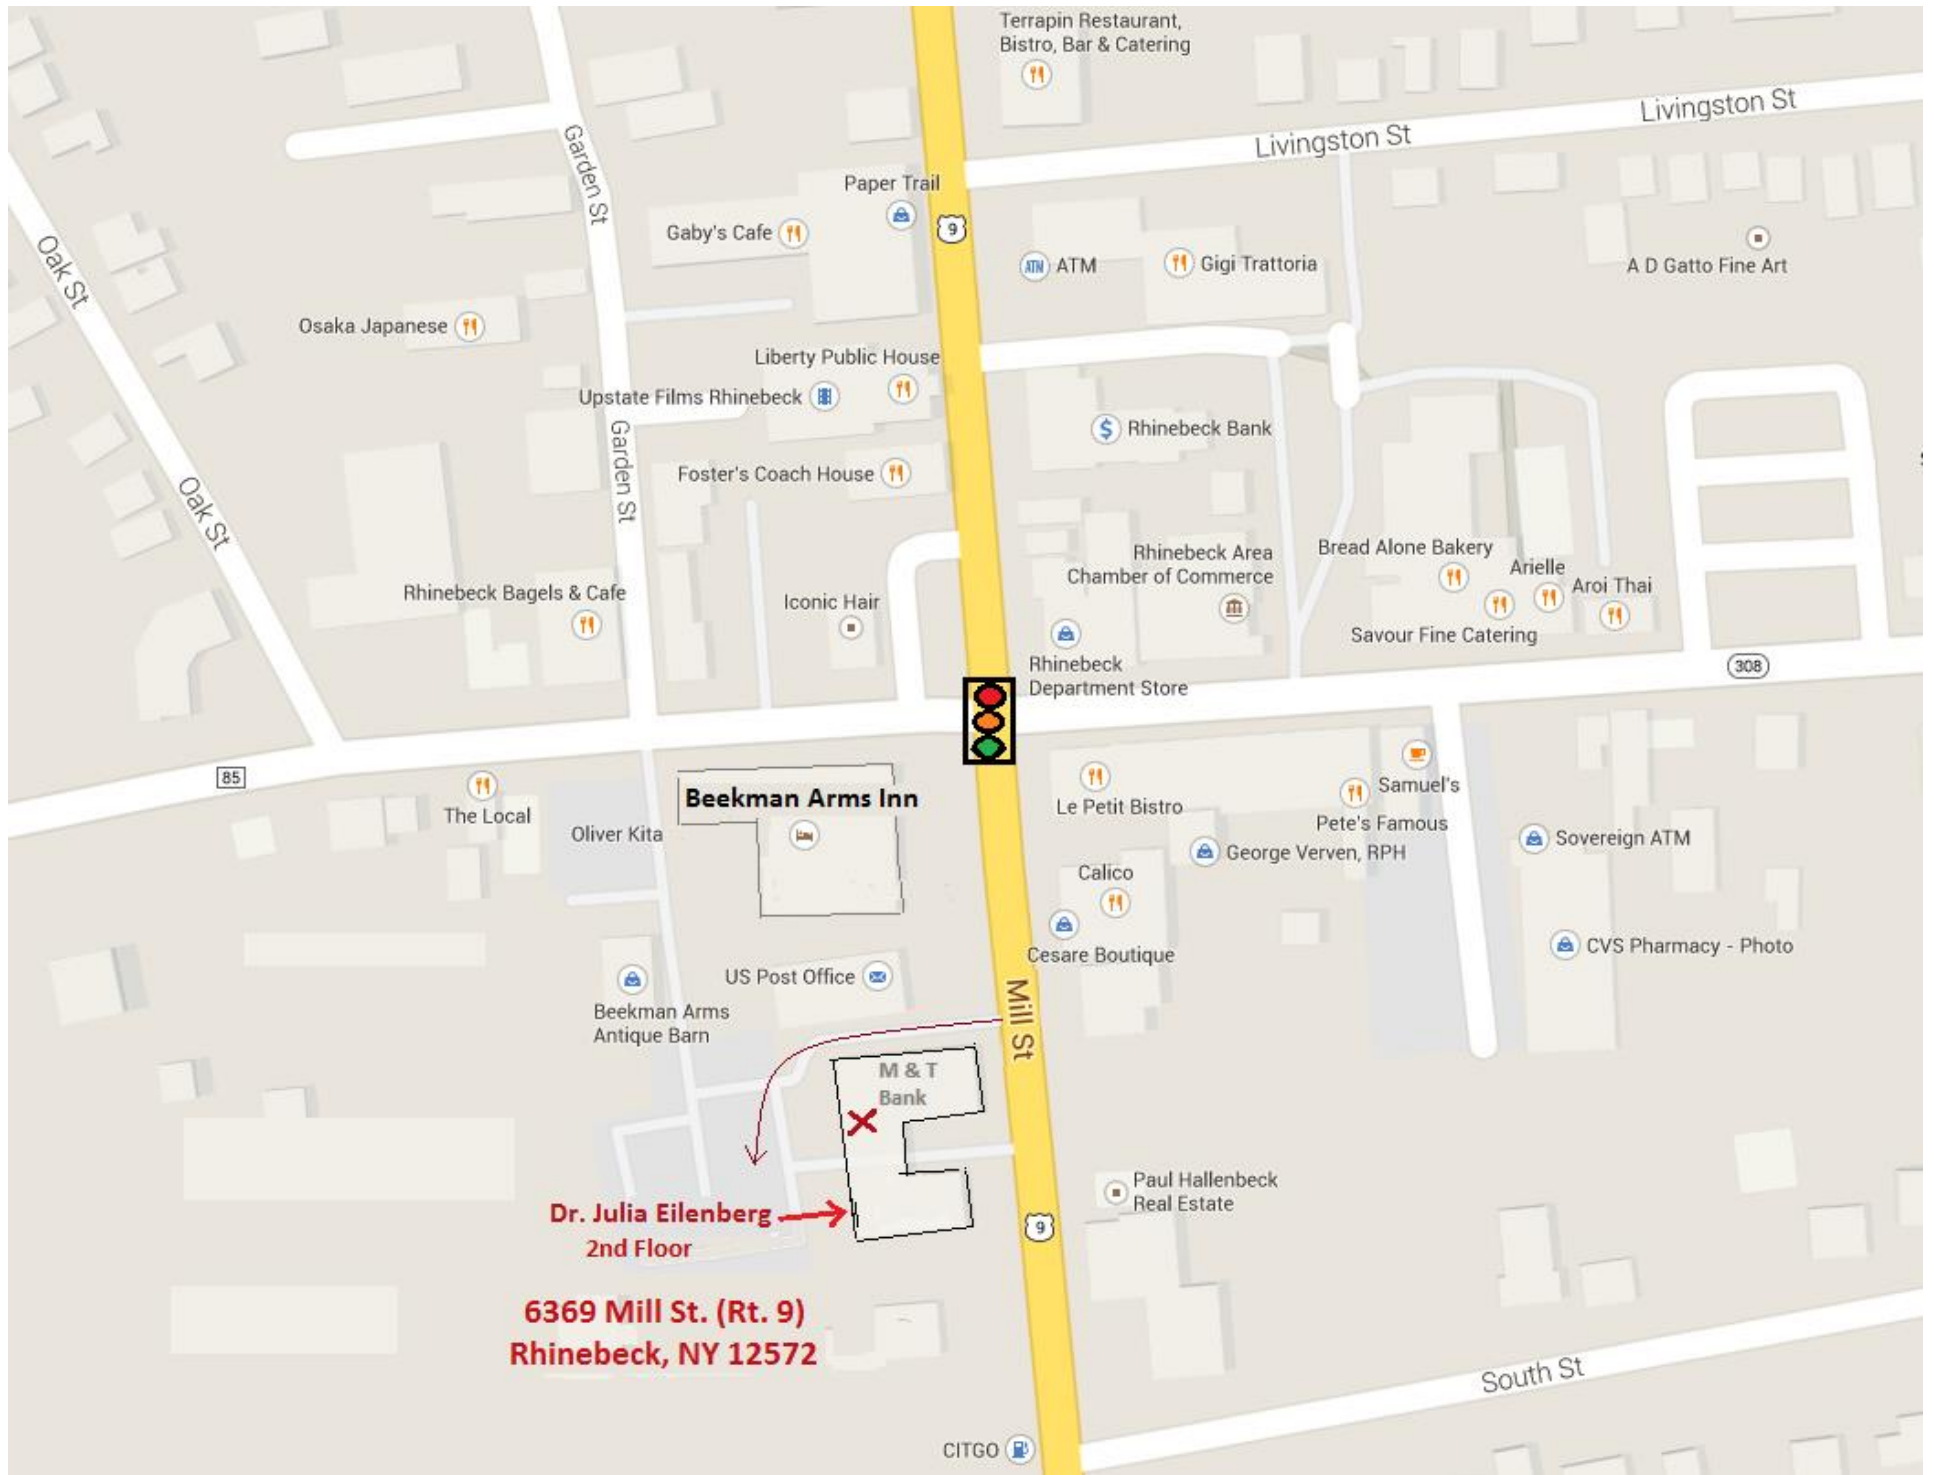 Terrapin Restaurant,
Bistro, Bar & Catering
Livingston St
Livingston St
Garden St
Paper Trail
9
Gaby's Cafe
ATM
ATM
Gigi Trattoria
A D Gatto Fine Art
Oak St
Osaka Japanese
Liberty Public House
Upstate Films Rhinebeck
$
Rhinebeck Bank
Garden St
Foster's Coach House
Oak St
Rhinebeck Area
Chamber of Commerce
Bread Alone Bakery
Arielle
Aroi Thai
Savour Fine Catering
Rhinebeck Bagels & Cafe
Iconic Hair
Rhinebeck
Department Store
308
85
The Local
Oliver Kita
Beekman Arms Inn
Le Petit Bistro
Samuel's
Pete's Famous
George Verven, RPH
Sovereign ATM
Calico
Cesare Boutique
CVS Pharmacy - Photo
US Post Office
Beekman Arms
Antique Barn
Mill St
M & T
Bank
Paul Hallenbeck
Real Estate
9
Dr. Julia Eilenberg
2nd Floor
6369 Mill St. (Rt. 9)
Rhinebeck, NY 12572
South St
CITGO